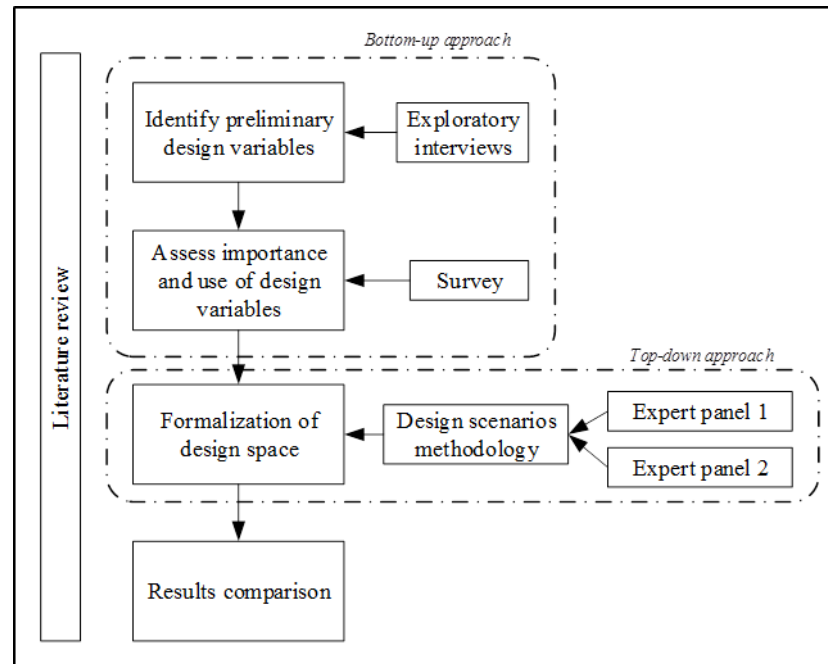 Bottom-up approach
Identify preliminary
design variables
Exploratory
interviews
Assess importance
and use of design
variables
Survey
Literature review
Top-down approach
Formalization of
design space
Design scenarios
methodology
Expert panel 1
Expert panel 2
Results comparison